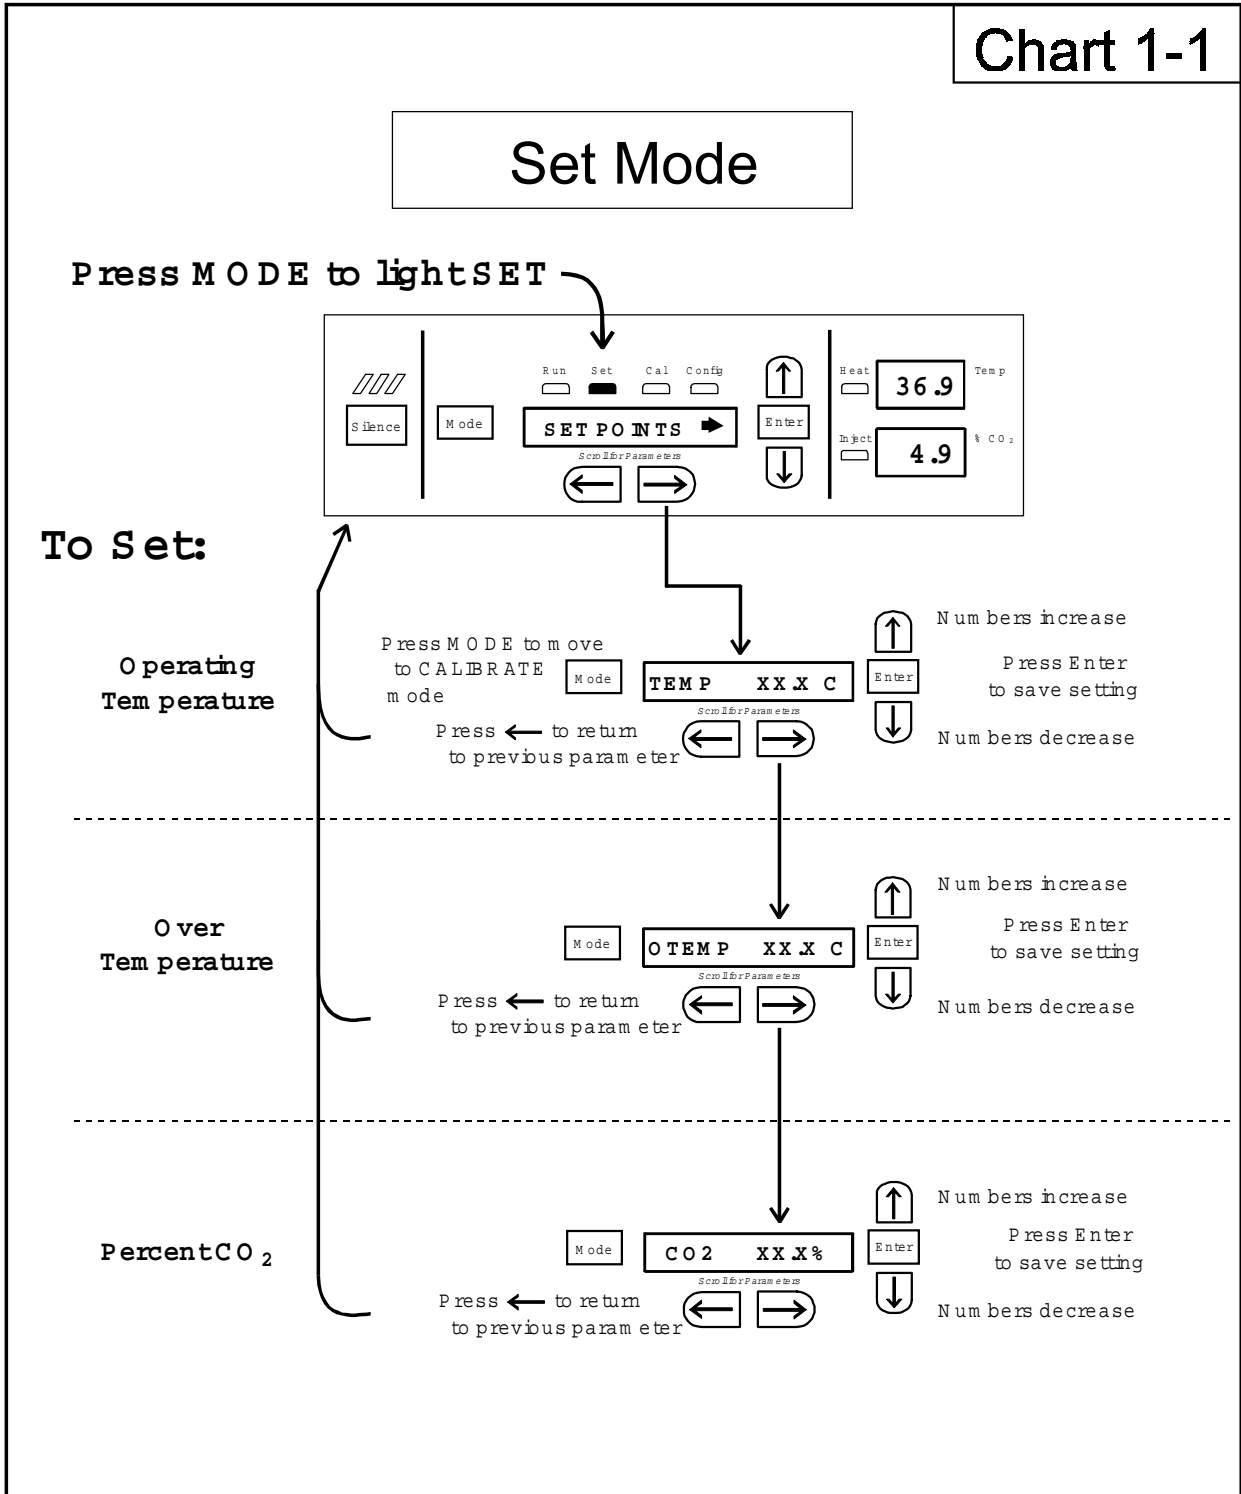 Chart 1-1
Set Mode
Press MODE to light SET
Run Set Cal Config
Heat 36.9 Temp
Silence Mode SETPOINTS Enter
Inject 4.9 % CO2
Scroll for Parameters
To Set:
Operating
Temperature
Press MODE to move
to CALIBRATE
mode
Mode
TEMP XX.X C
Scroll for Parameters
Enter
Numbers increase
Press Enter
to save setting
Numbers decrease
Press ← to return
to previous parameter
Over
Temperature
Mode
OTEMP XX.X C
Scroll for Parameters
Enter
Numbers increase
Press Enter
to save setting
Numbers decrease
Press ← to return
to previous parameter
Percent CO2
Mode
CO2 XX.X%
Scroll for Parameters
Enter
Numbers increase
Press Enter
to save setting
Numbers decrease
Press ← to return
to previous parameter